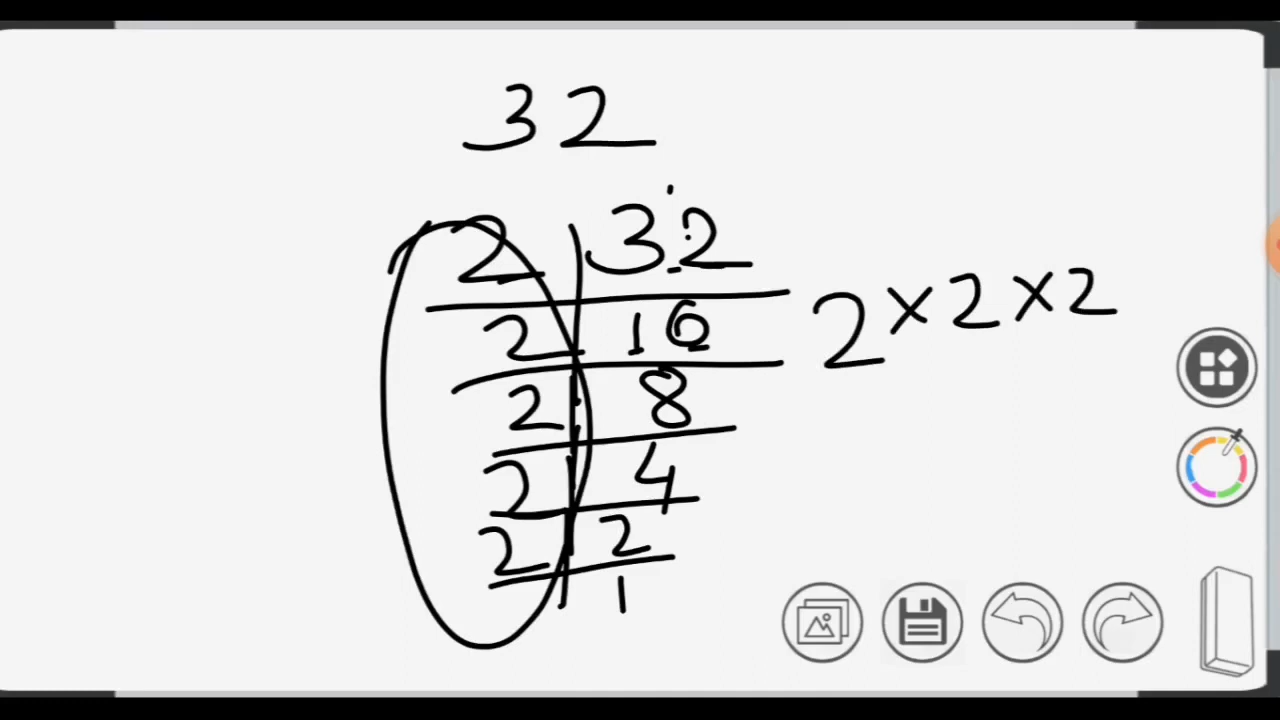 32
2 | 32
2 | 16 2 × 2 × 2
2 | 8
2 | 4
2 | 2
1